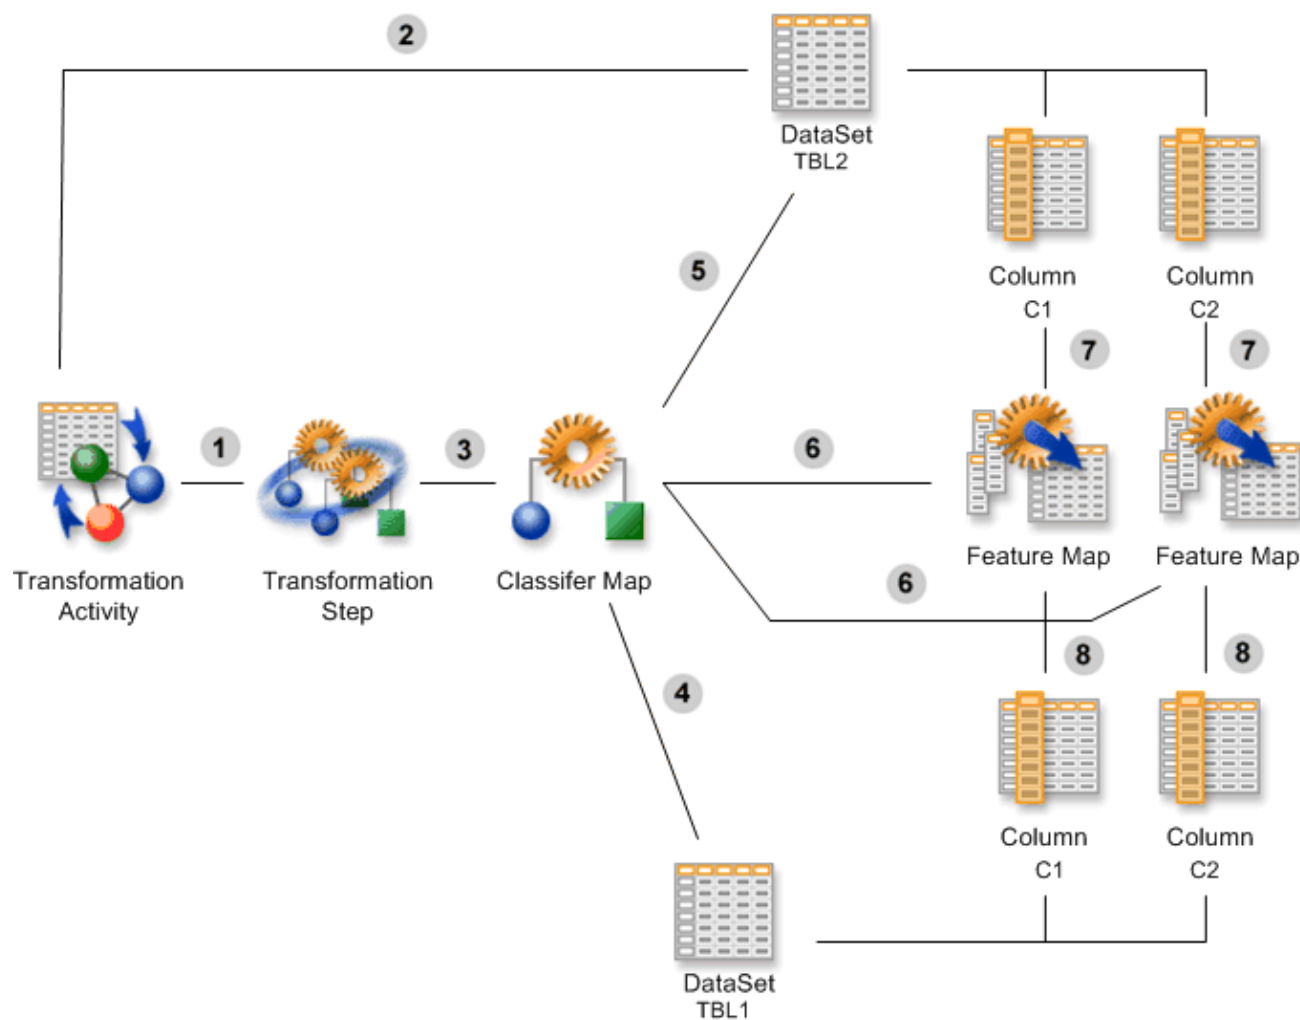 2
DataSet
TBL2
Column
C1
Column
C2
5
7
7
1
3
6
Transformation
Activity
Transformation
Step
Classifer Map
Feature Map
Feature Map
6
8
8
4
Column
C1
Column
C2
DataSet
TBL1